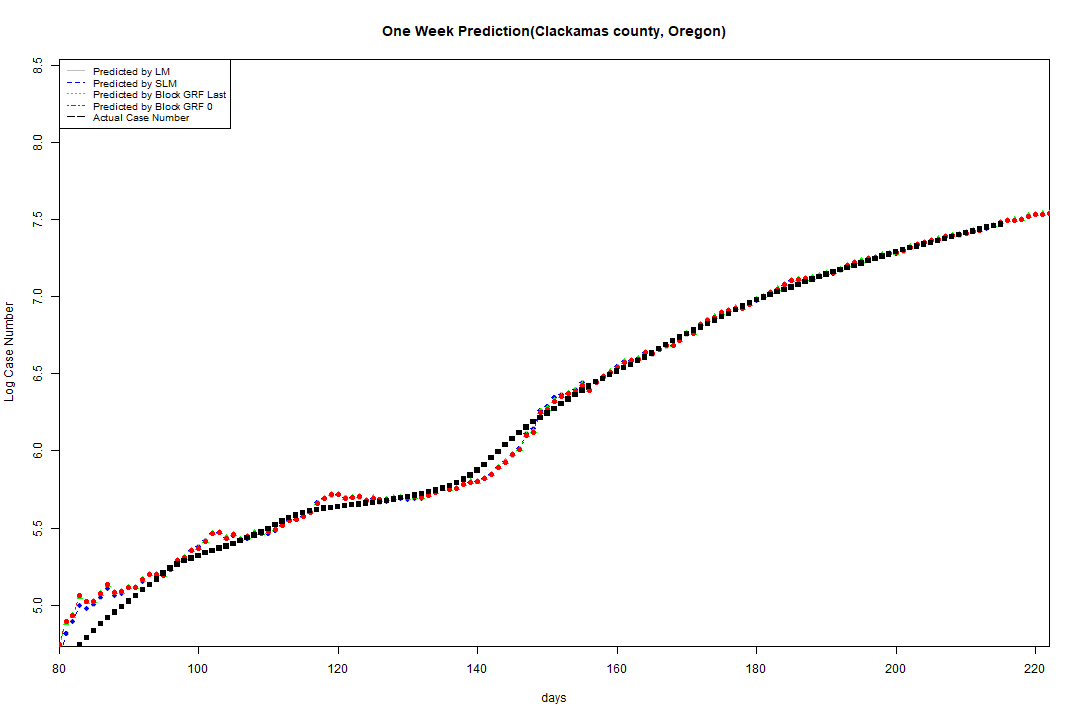 One Week Prediction(Clackamas county, Oregon)
Predicted by LM
Predicted by SLM
Predicted by Block GRF Last
Predicted by Block GRF 0
Actual Case Number
8.5
8.0
7.5
7.0
6.5
6.0
5.5
5.0
Log Case Number
80 100 120 140 160 180 200 220
days